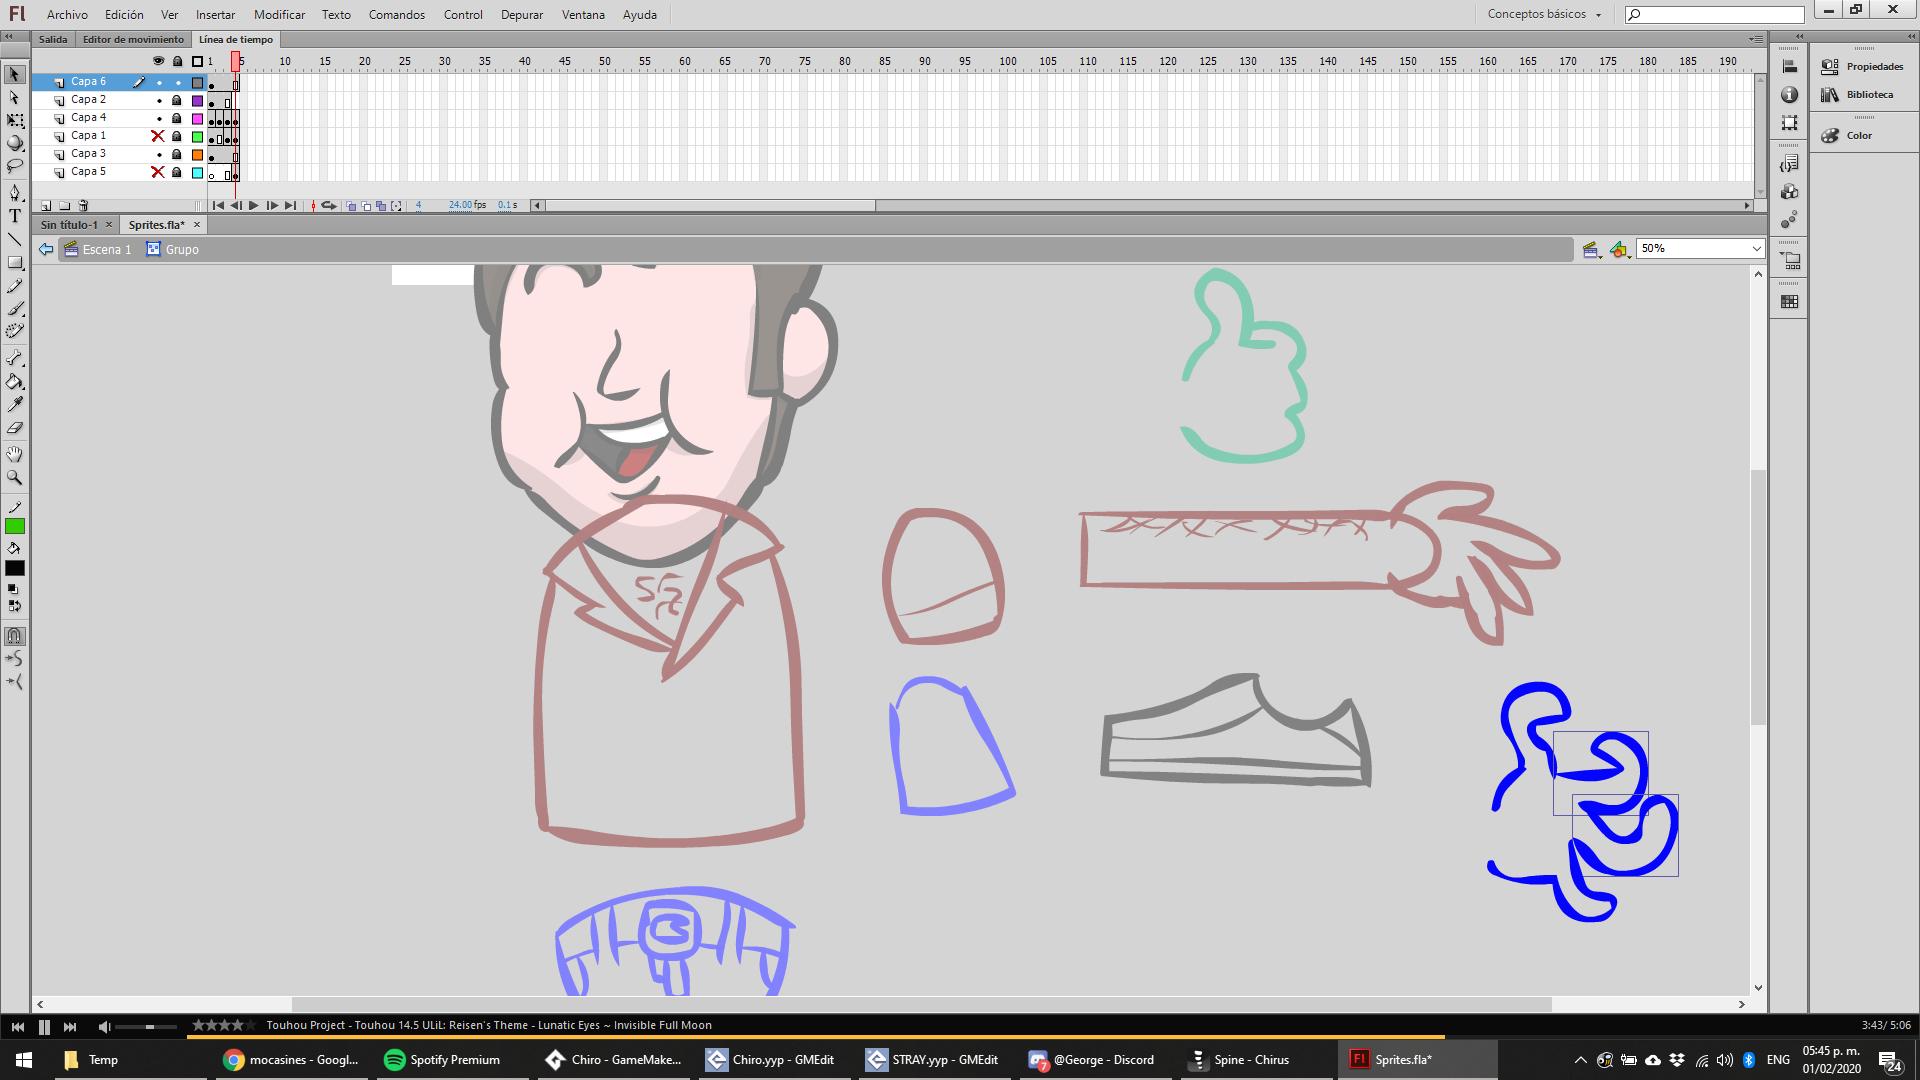 Fl Archivo Edición Ver Insertar Modificar Texto Comandos Control Depurar Ventana Ayuda Conceptos básicos
Salida Editor de movimiento Línea de tiempo
1 5 10 15 20 25 30 35 40 45 50 55 60 65 70 75 80 85 90 95 100 105 110 115 120 125 130 135 140 145 150 155 160 165 170 175 180 185 190
Capa 6
Capa 2
Capa 4
Capa 1
Capa 3
Capa 5
4 24.00 fps 0.1 s
Sin título-1 Sprites.fla*
Escena 1 Grupo 50%
Propiedades
Biblioteca
Color
T
Touhou Project - Touhou 14.5 ULiL: Reisen's Theme - Lunatic Eyes ~ Invisible Full Moon 3:43/ 5:06
Temp mocasines - Googl... Spotify Premium Chiro - GameMake... Chiro.yyp - GMEdit STRAY.yyp - GMEdit 7 @George - Discord Spine - Chirus Fl Sprites.fla* ENG 05:45 p. m. 24
01/02/2020